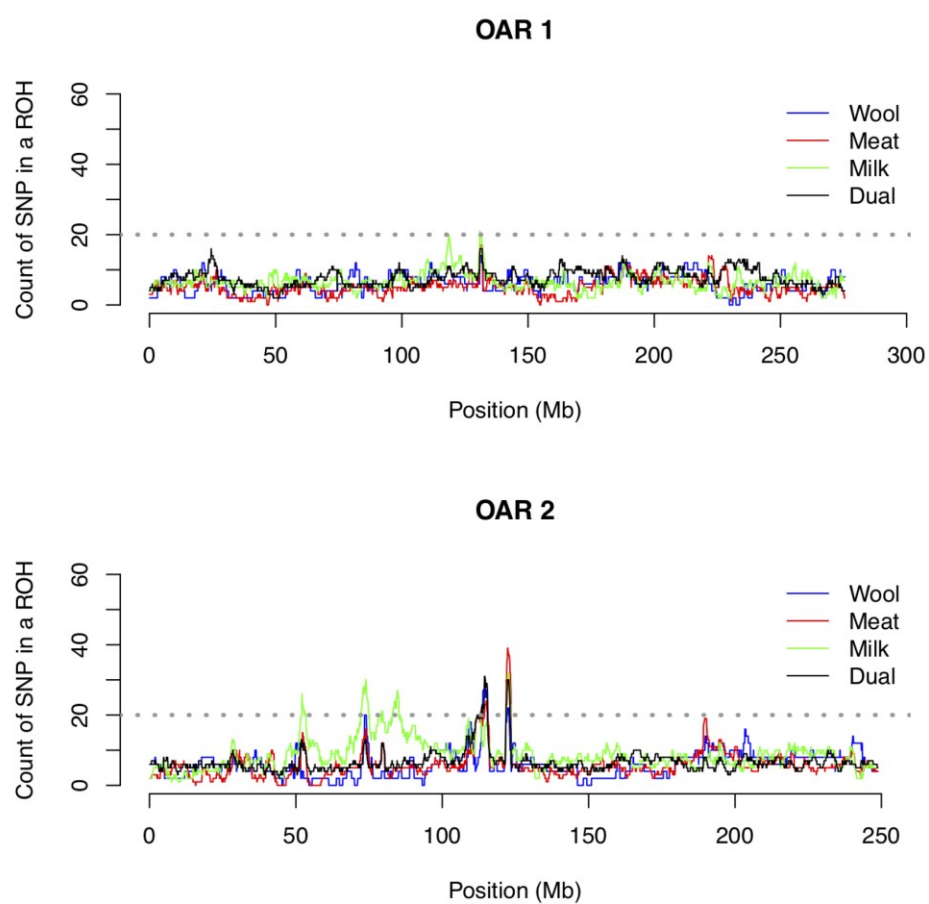 OAR 1
Count of SNP in a ROH
60
40
20
0
Wool
Meat
Milk
Dual
0 50 100 150 200 250 300
Position (Mb)
OAR 2
Count of SNP in a ROH
60
40
20
0
Wool
Meat
Milk
Dual
0 50 100 150 200 250
Position (Mb)